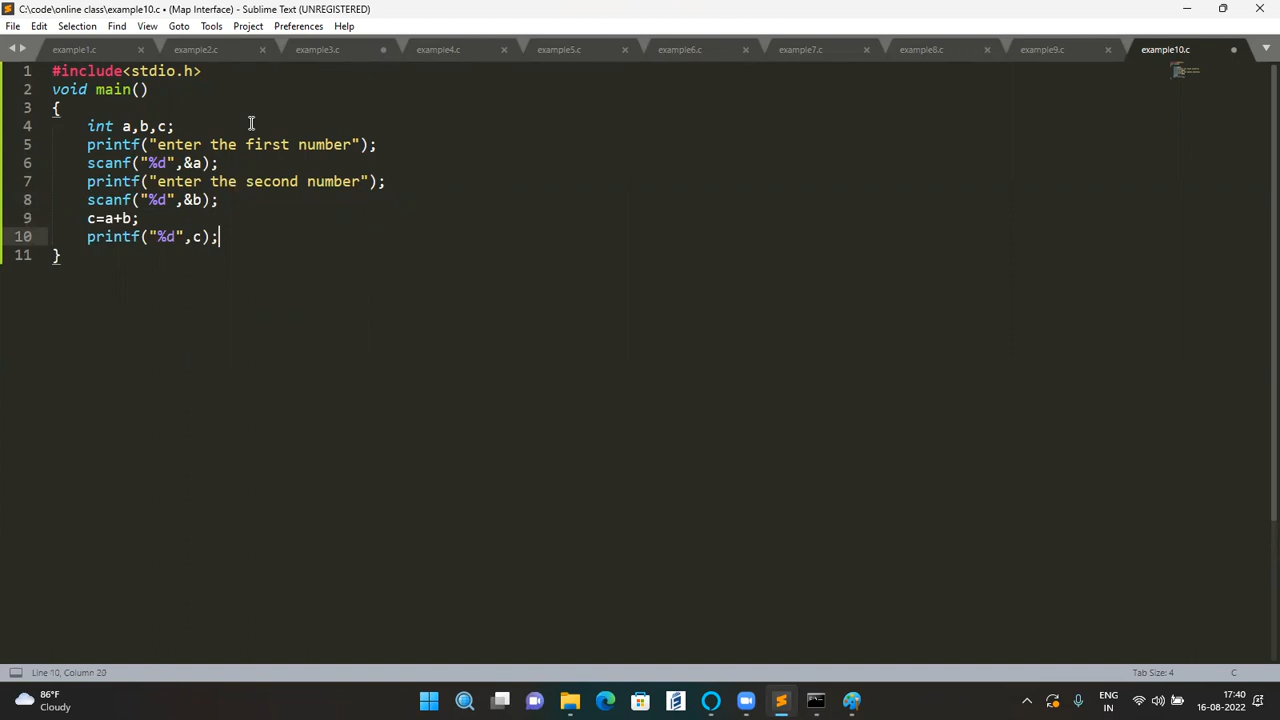 C:\code\online class\example10.c • (Map Interface) - Sublime Text (UNREGISTERED)
File Edit Selection Find View Goto Tools Project Preferences Help
example1.c example2.c example3.c example4.c example5.c example6.c example7.c example8.c example9.c example10.c
1 #include<stdio.h>
2 void main()
3 {
4 int a,b,c;
5 printf("enter the first number");
6 scanf("%d",&a);
7 printf("enter the second number");
8 scanf("%d",&b);
9 c=a+b;
10 printf("%d",c);
11 }
Line 10, Column 20 Tab Size: 4 C
86°F
Cloudy
ENG
IN
17:40
16-08-2022